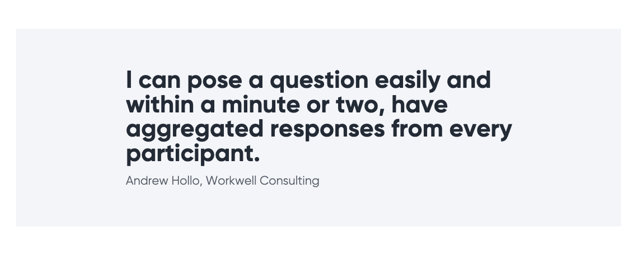 I can pose a question easily and
within a minute or two, have
aggregated responses from every
participant.
Andrew Hollo, Workwell Consulting